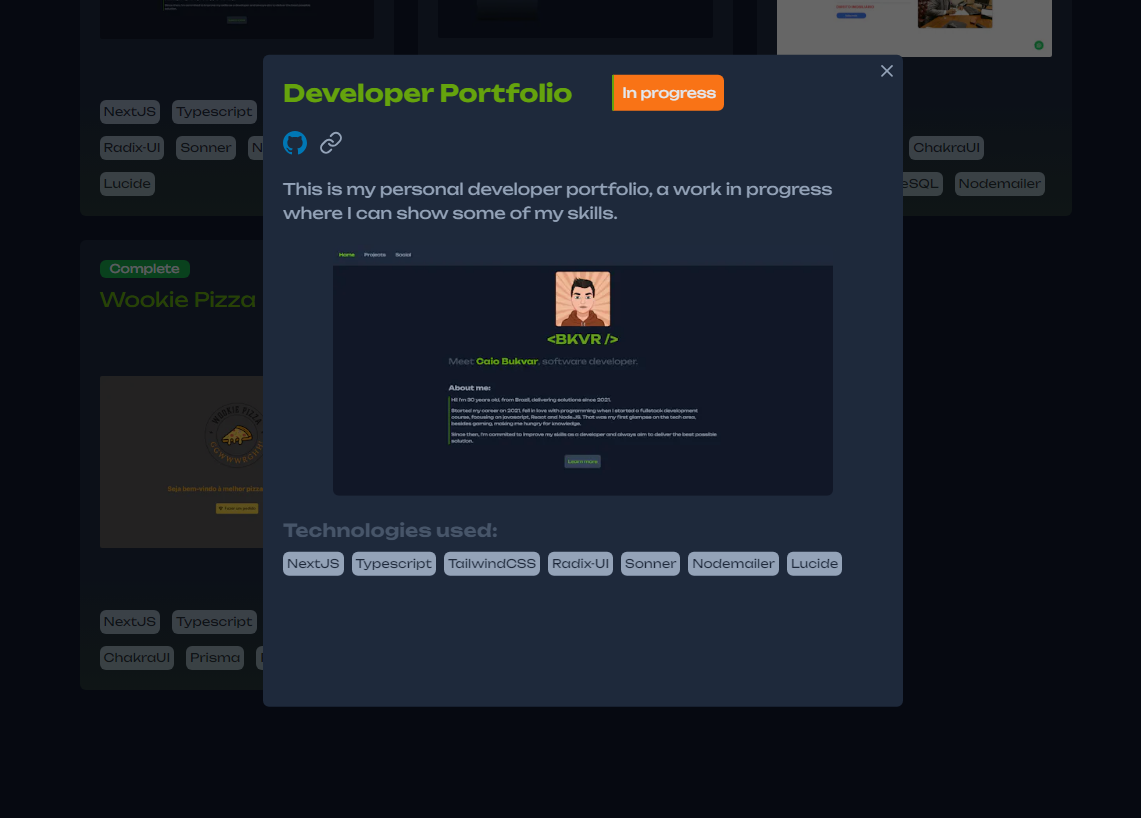 NextJS Typescript
Radix-UI Sonner
Lucide
ChakraUI
Nodemailer
Complete
Wookie Pizza
WOOKIE PIZZA
NextJS Typescript
ChakraUI Prisma
Developer Portfolio
In progress
This is my personal developer portfolio, a work in progress
where I can show some of my skills.
Home Projects Social
<BKVR />
Meet Caio Bukvar, software developer.
About me:
Hi! I'm 30 years old, from Brazil, delivering solutions since 2021.
Started my career on 2021, fell in love with programming when I started a fullstack development
course, focusing on javascript, React and NodeJS. That was my first glimpse on the tech area,
besides gaming, making me hungry for knowledge.
Since then, I'm commited to improve my skills as a developer and always aim to deliver the best possible
solution.
Learn more
Technologies used:
NextJS Typescript TailwindCSS Radix-UI Sonner Nodemailer Lucide